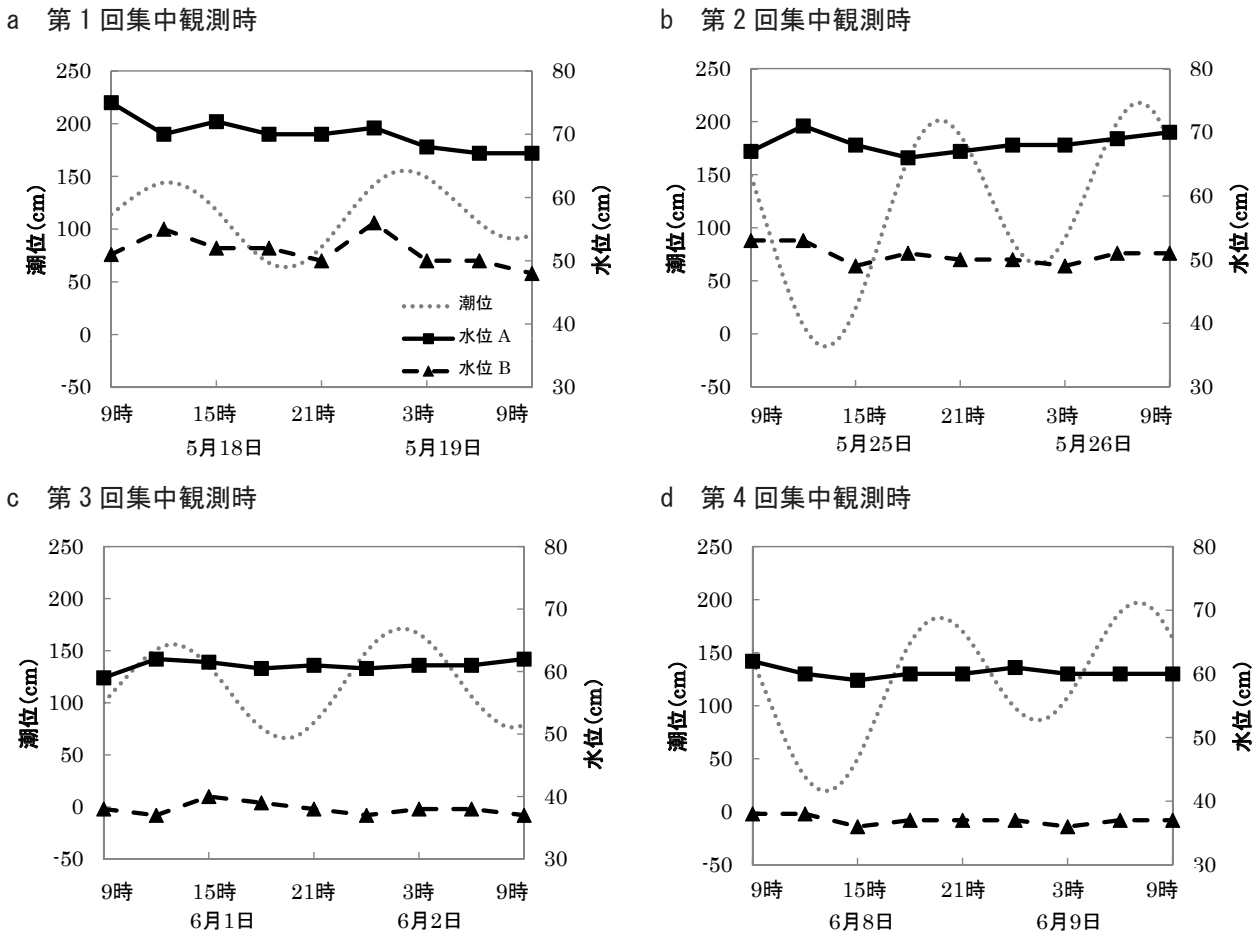 a 第1回集中観測時
250
200
150
100
50
0
-50
潮位(cm)
80
70
60
50
40
30
水位(cm)
潮位
水位 A
水位 B
9時 15時 21時 3時 9時
5月18日 5月19日
b 第2回集中観測時
250
200
150
100
50
0
-50
潮位(cm)
80
70
60
50
40
30
水位(cm)
9時 15時 21時 3時 9時
5月25日 5月26日
c 第3回集中観測時
250
200
150
100
50
0
-50
潮位(cm)
80
70
60
50
40
30
水位(cm)
9時 15時 21時 3時 9時
6月1日 6月2日
d 第4回集中観測時
250
200
150
100
50
0
-50
潮位(cm)
80
70
60
50
40
30
水位(cm)
9時 15時 21時 3時 9時
6月8日 6月9日